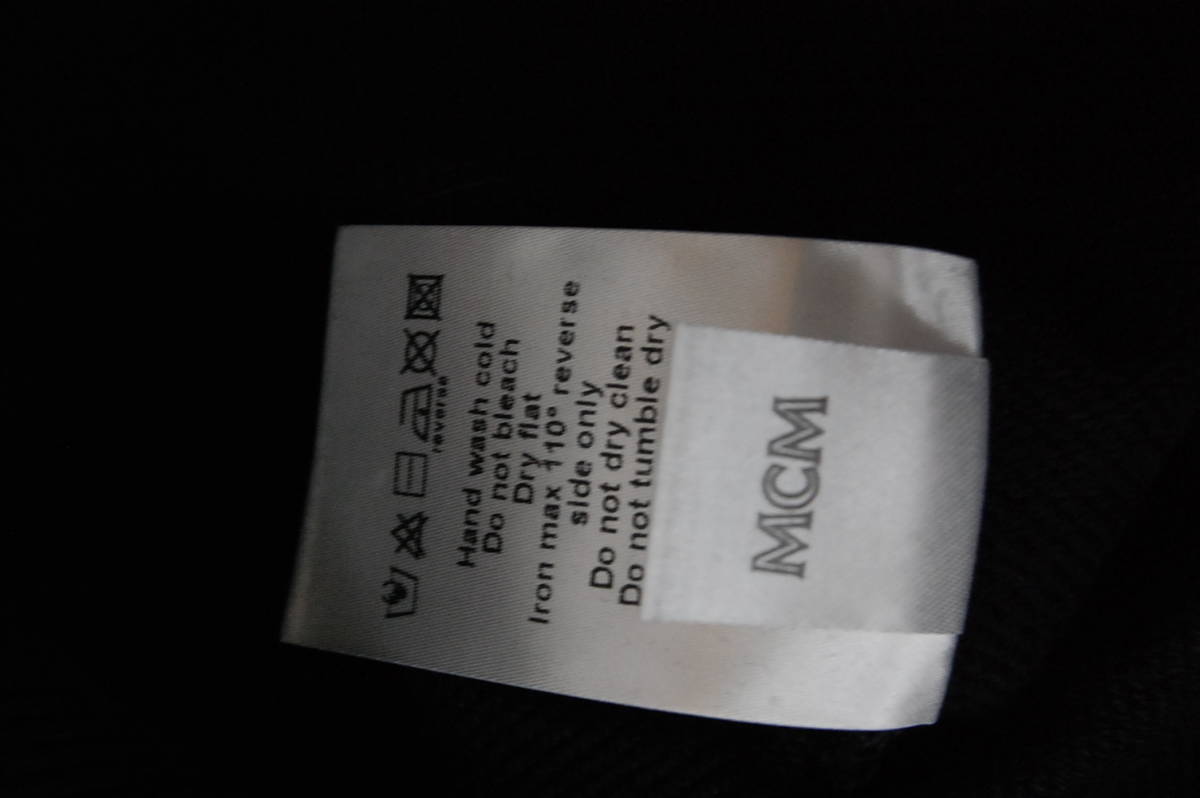 reverse
Hand wash cold
Do not bleach
Dry flat
Iron max 110° reverse
side only
Do not dry clean
Do not tumble dry
MCM